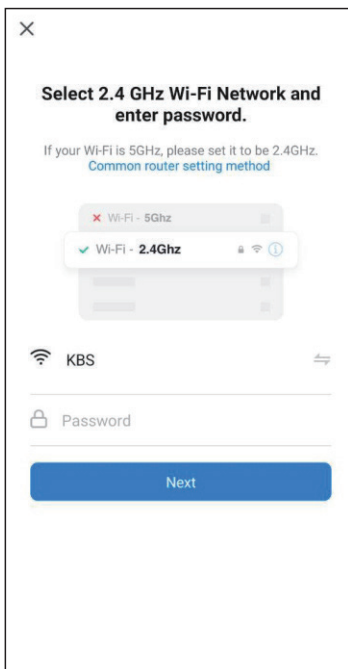 Select 2.4 GHz Wi-Fi Network and
enter password.
If your Wi-Fi is 5GHz, please set it to be 2.4GHz.
Common router setting method
Wi-Fi - 5Ghz
Wi-Fi - 2.4Ghz
KBS
Password
Next